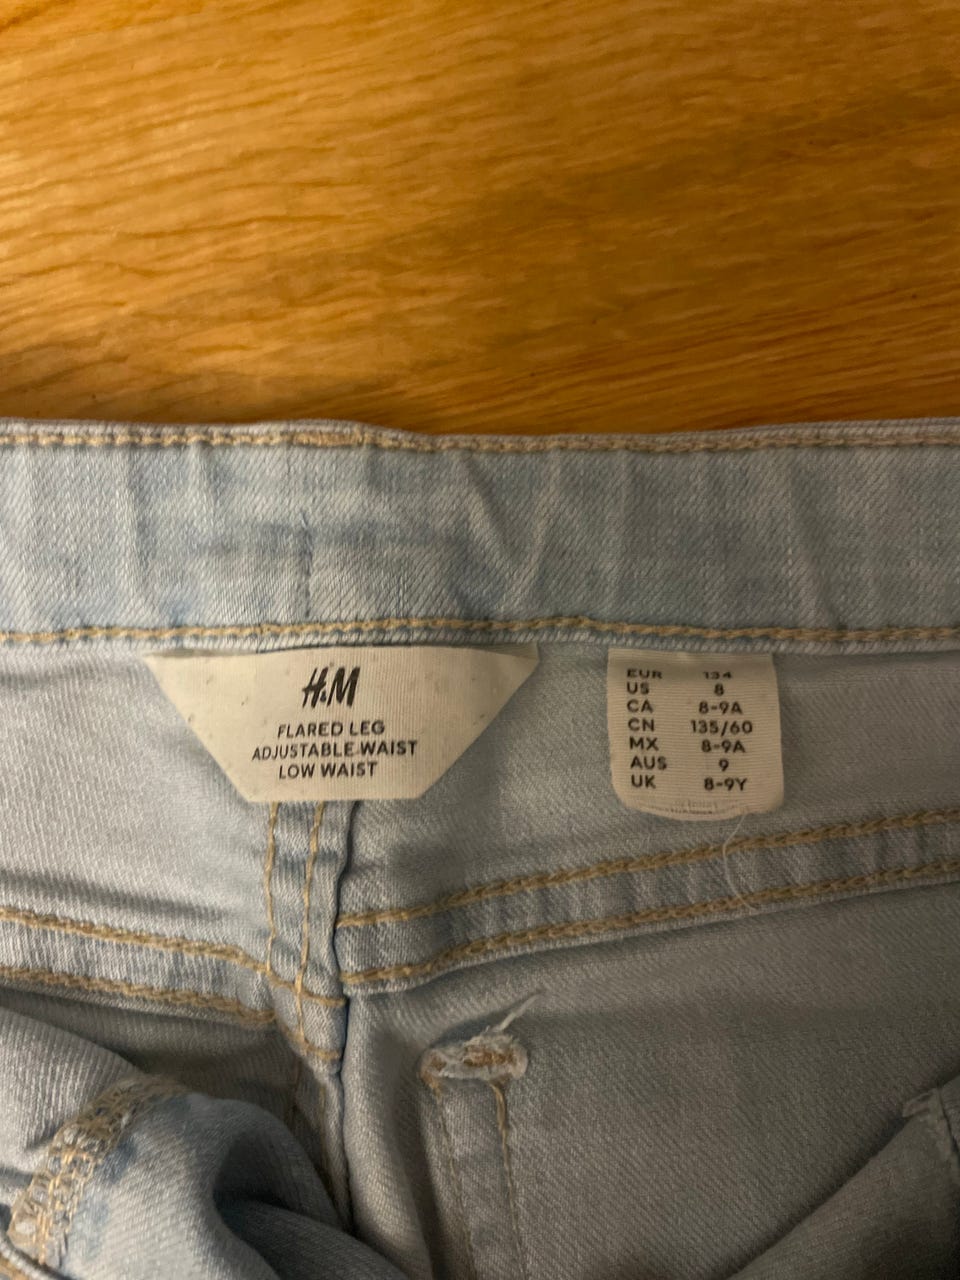 H&M
FLARED LEG
ADJUSTABLE WAIST
LOW WAIST
EUR 134
US 8
CA 8-9A
CN 135/60
MX 8-9A
AUS 9
UK 8-9Y